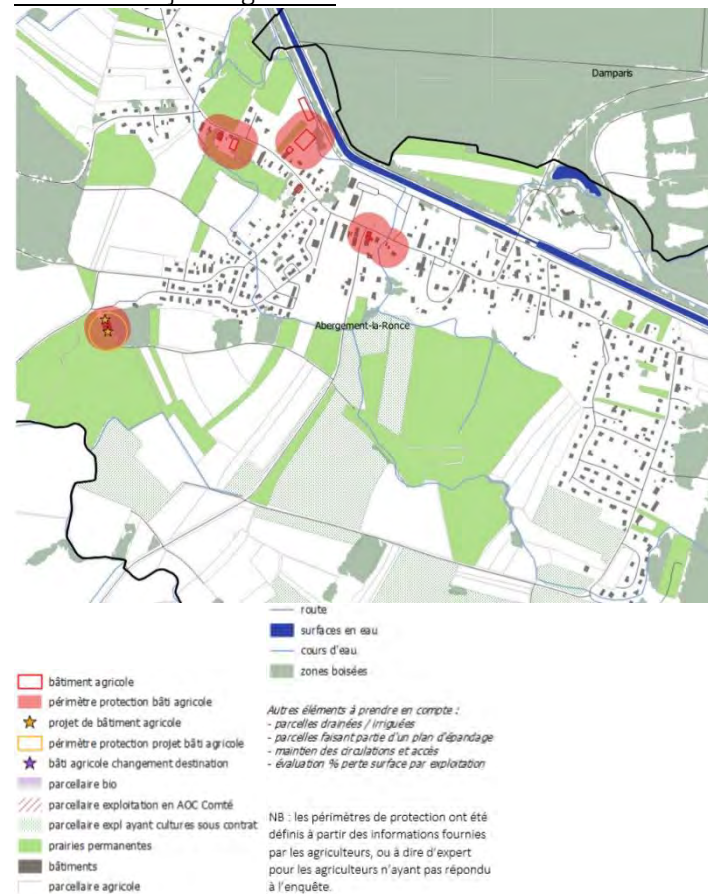 Damparis
Abergement-la-Ronce
route
surfaces en eau
cours d'eau
zones boisées
bâtiment agricole
périmètre protection bâti agricole
projet de bâtiment agricole
périmètre protection projet bâti agricole
bâti agricole changement destination
parcellaire bio
parcellaire exploitation en AOC Comté
parcellaire expl ayant cultures sous contrat
prairies permanentes
bâtiments
parcellaire agricole
Autres éléments à prendre en compte :
- parcelles drainées / irriguées
- parcelles faisant partie d'un plan d'épandage
- maintien des circulations et accès
- évaluation % perte surface par exploitation
NB : les périmètres de protection ont été
définis à partir des informations fournies
par les agriculteurs, ou à dire d'expert
pour les agriculteurs n'ayant pas répondu
à l'enquête.